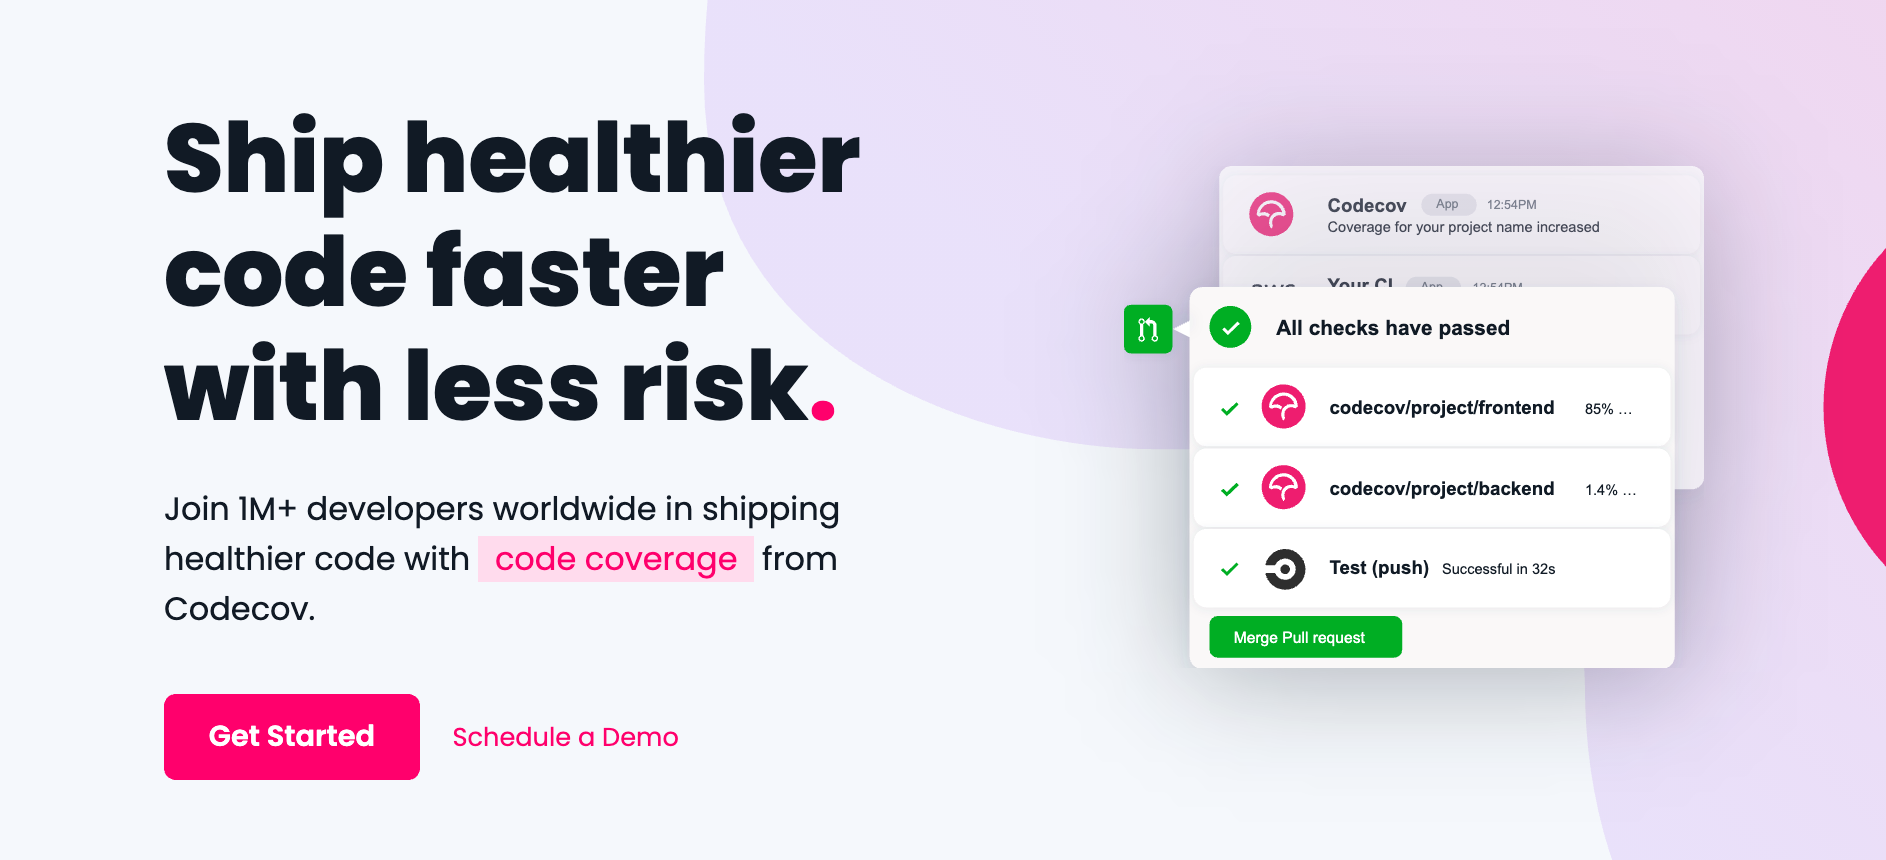 Ship healthier
code faster
with less risk.
Join 1M+ developers worldwide in shipping
healthier code with code coverage from
Codecov.
Get Started
Schedule a Demo
Codecov App 12:54PM
Coverage for your project name increased
Your CI App 12:54PM
All checks have passed
codecov/project/frontend 85% ...
codecov/project/backend 1.4% ...
Test (push) Successful in 32s
Merge Pull request